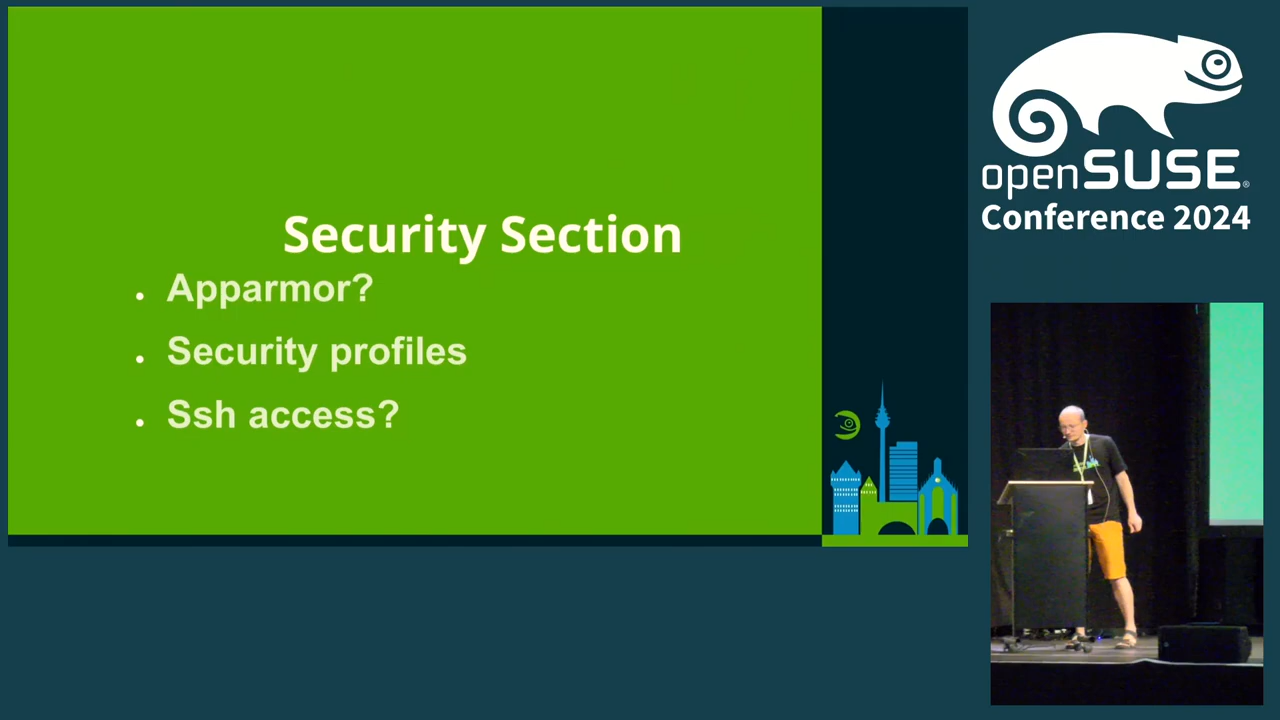 Security Section
Apparmor?
Security profiles
Ssh access?
openSUSE®
Conference 2024